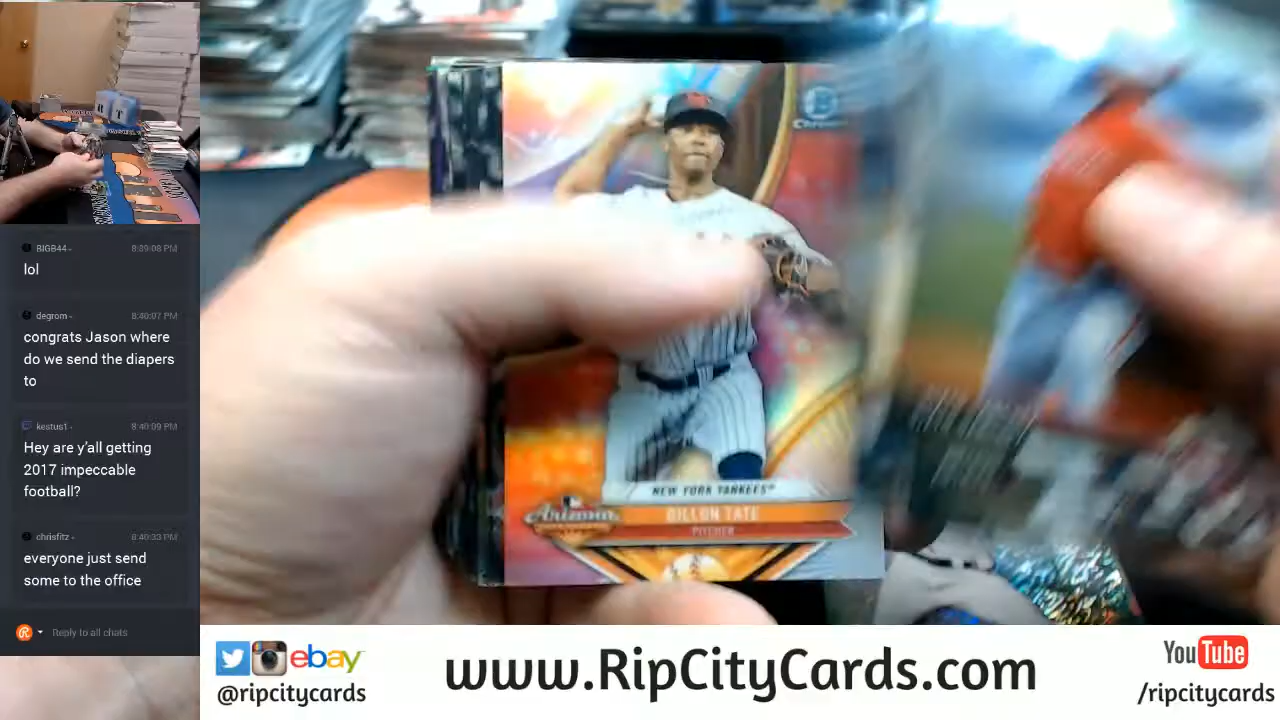 BIGB44 - 8:39:08 PM
lol
degrom - 8:40:07 PM
congrats Jason where
do we send the diapers
to
kestus1 - 8:40:09 PM
Hey are y'all getting
2017 impeccable
football?
chrisfitz - 8:40:33 PM
everyone just send
some to the office
Reply to all chats
NEW YORK YANKEES
Arizona
DILLON TATE
PITCHER
ebay
@ripcitycards
www.RipCityCards.com
YouTube
/ripcitycards